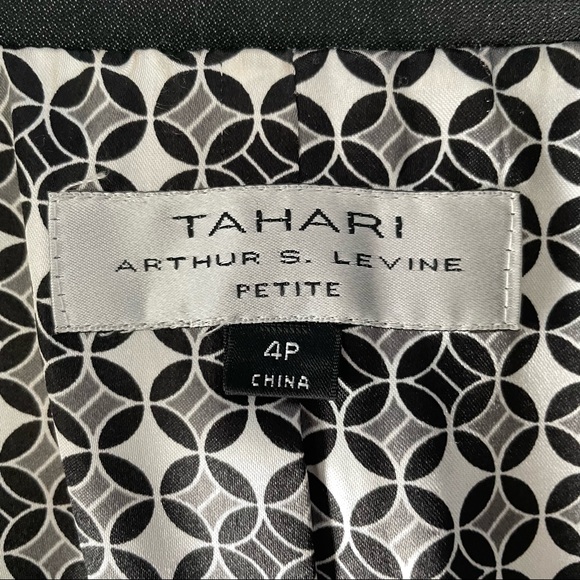 TAHARI
ARTHUR S. LEVINE
PETITE
4P
CHINA